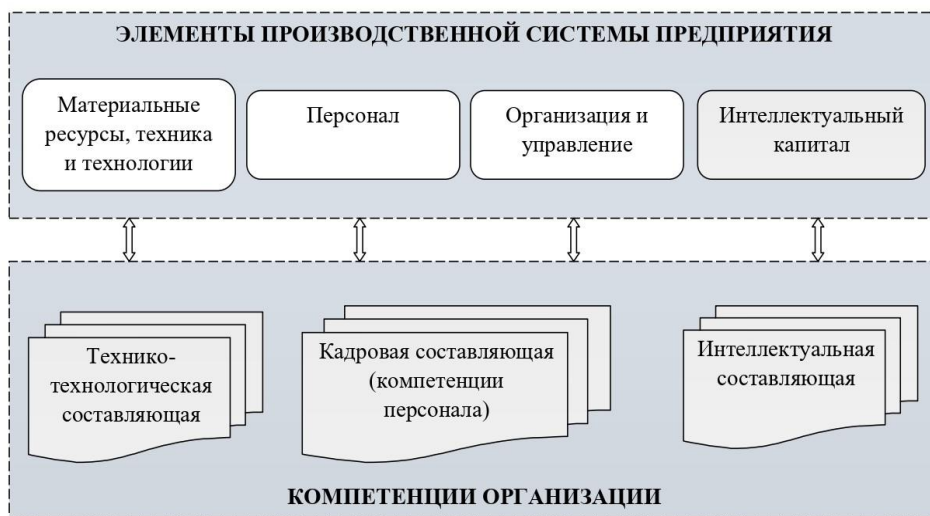 ЭЛЕМЕНТЫ ПРОИЗВОДСТВЕННОЙ СИСТЕМЫ ПРЕДПРИЯТИЯ
Материальные
ресурсы, техника
и технологии
Персонал
Организация и
управление
Интеллектуальный
капитал
Технико-
технологическая
составляющая
Кадровая составляющая
(компетенции
персонала)
Интеллектуальная
составляющая
КОМПЕТЕНЦИИ ОРГАНИЗАЦИИ